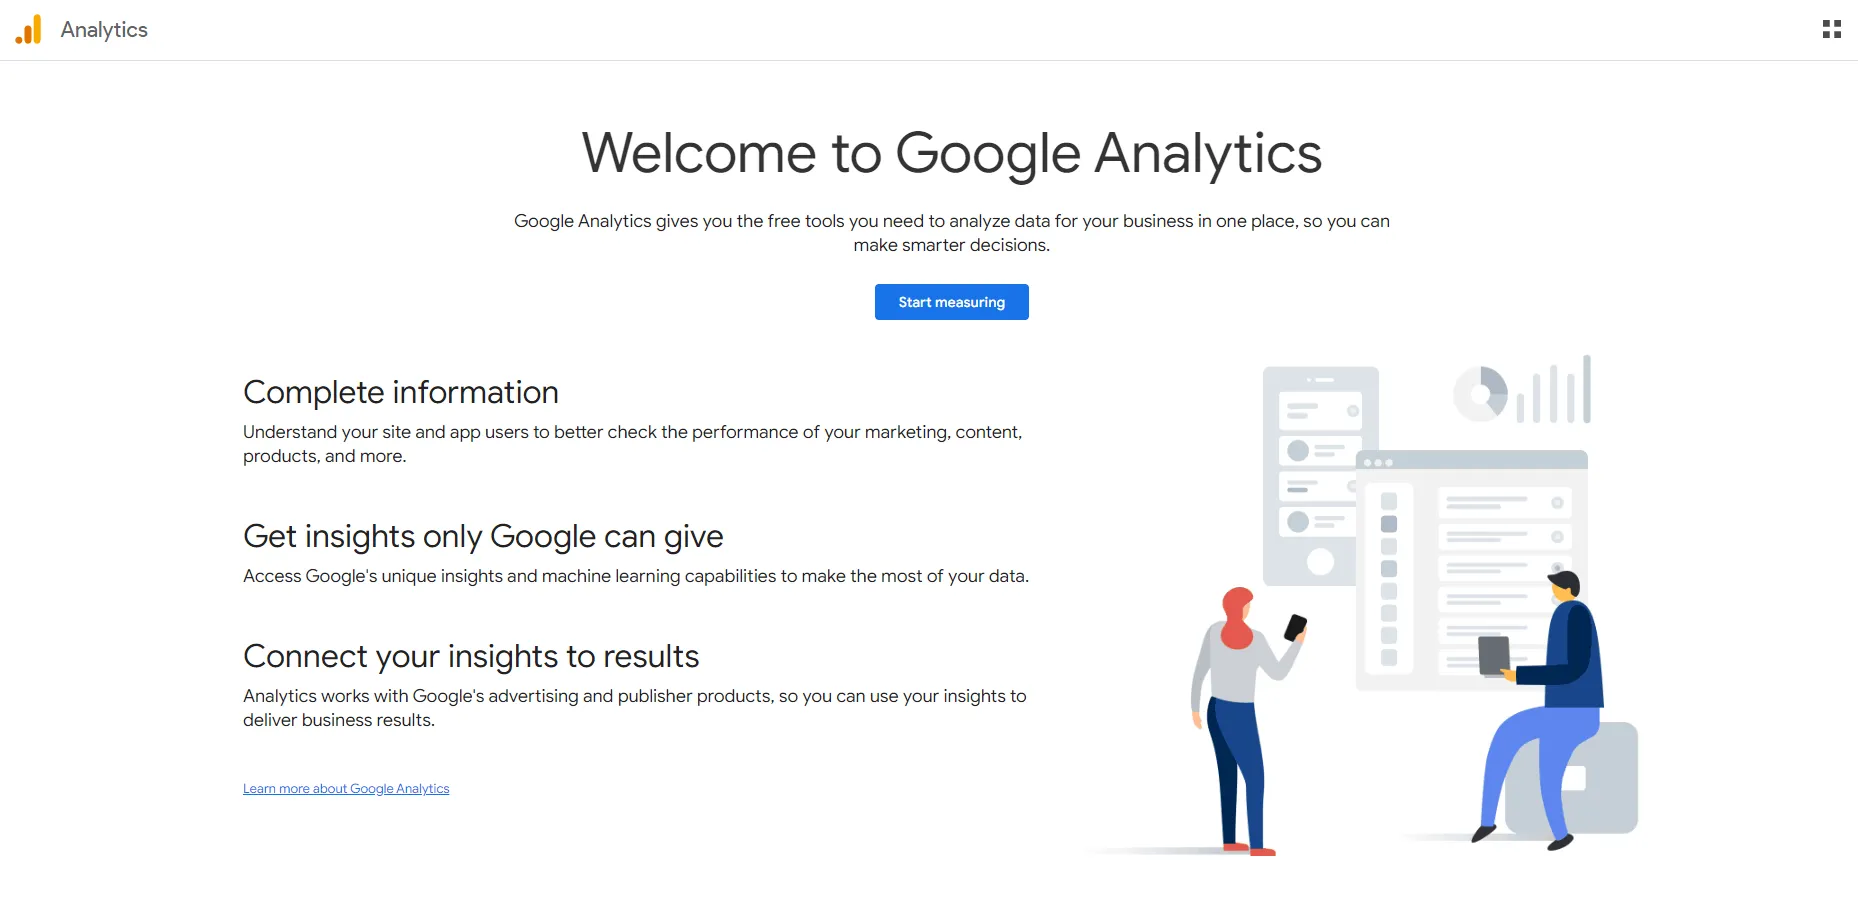 Analytics
Welcome to Google Analytics
Google Analytics gives you the free tools you need to analyze data for your business in one place, so you can
make smarter decisions.
Start measuring
Complete information
Understand your site and app users to better check the performance of your marketing, content,
products, and more.
Get insights only Google can give
Access Google's unique insights and machine learning capabilities to make the most of your data.
Connect your insights to results
Analytics works with Google's advertising and publisher products, so you can use your insights to
deliver business results.
Learn more about Google Analytics